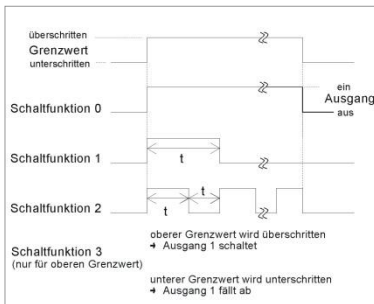 überschritten
Grenzwert
unterschritten
ein
Ausgang
aus
Schaltfunktion 0
Schaltfunktion 1
t
Schaltfunktion 2
t
t
Schaltfunktion 3
(nur für oberen Grenzwert)
oberer Grenzwert wird überschritten
→ Ausgang 1 schaltet
unterer Grenzwert wird unterschritten
→ Ausgang 1 fällt ab